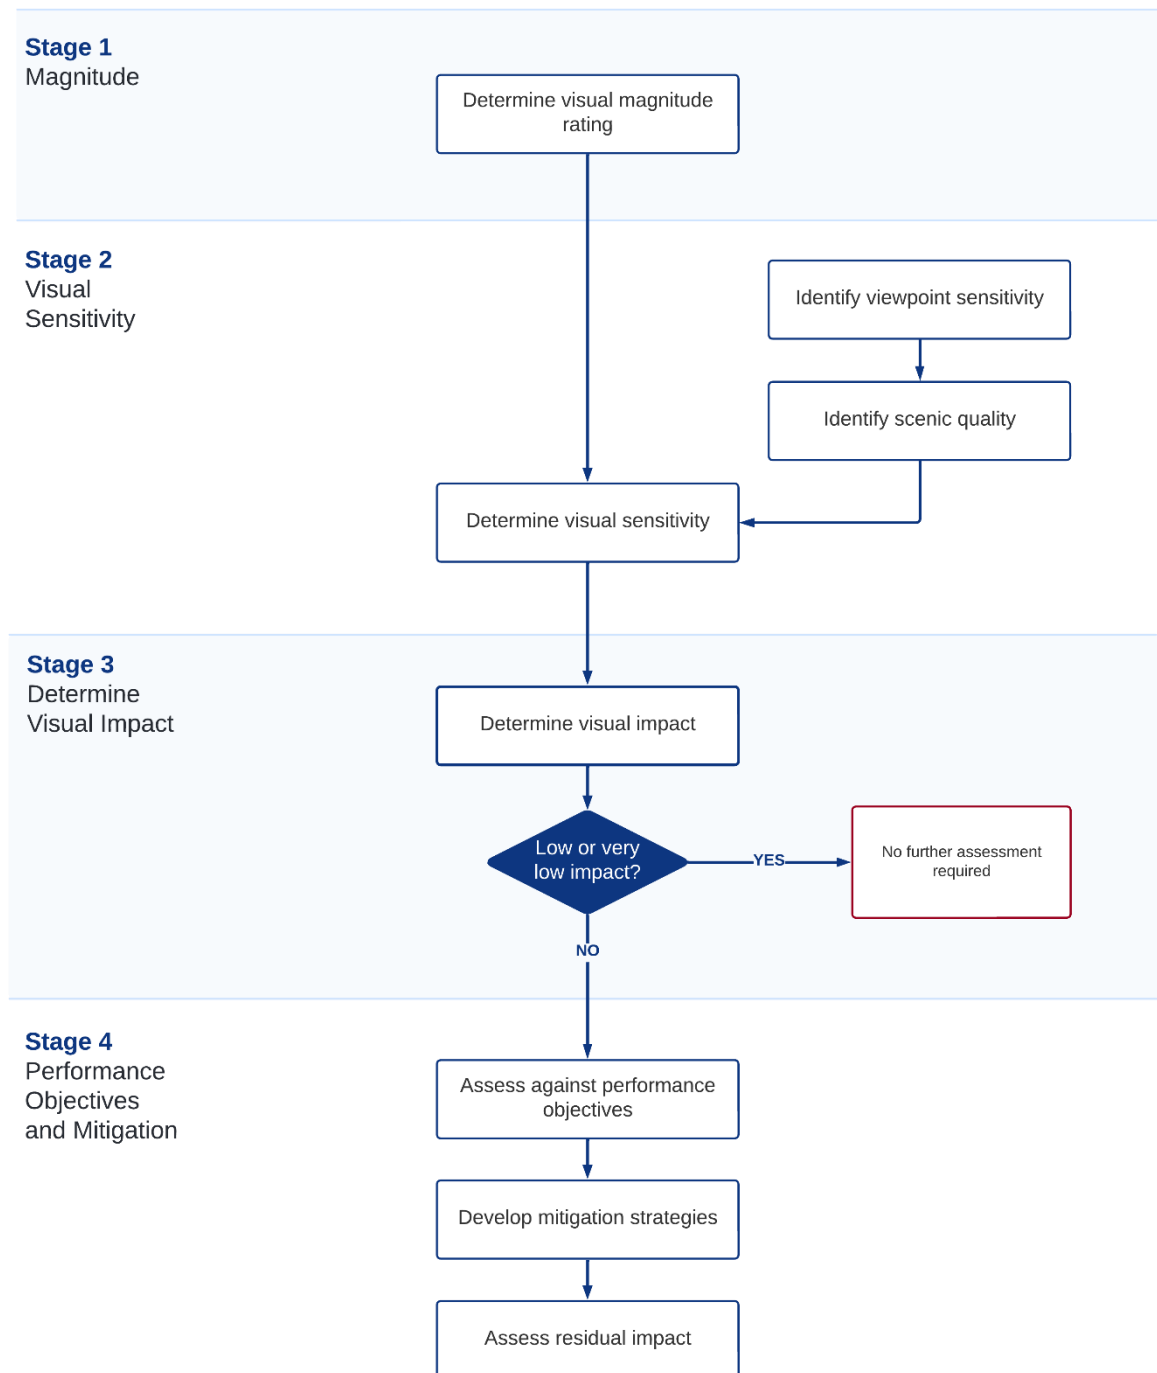 Stage 1
Magnitude
Determine visual magnitude
rating
Stage 2
Visual
Sensitivity
Identify viewpoint sensitivity
Identify scenic quality
Determine visual sensitivity
Stage 3
Determine
Visual Impact
Determine visual impact
Low or very
low impact?
YES
No further assessment
required
NO
Stage 4
Performance
Objectives
and Mitigation
Assess against performance
objectives
Develop mitigation strategies
Assess residual impact